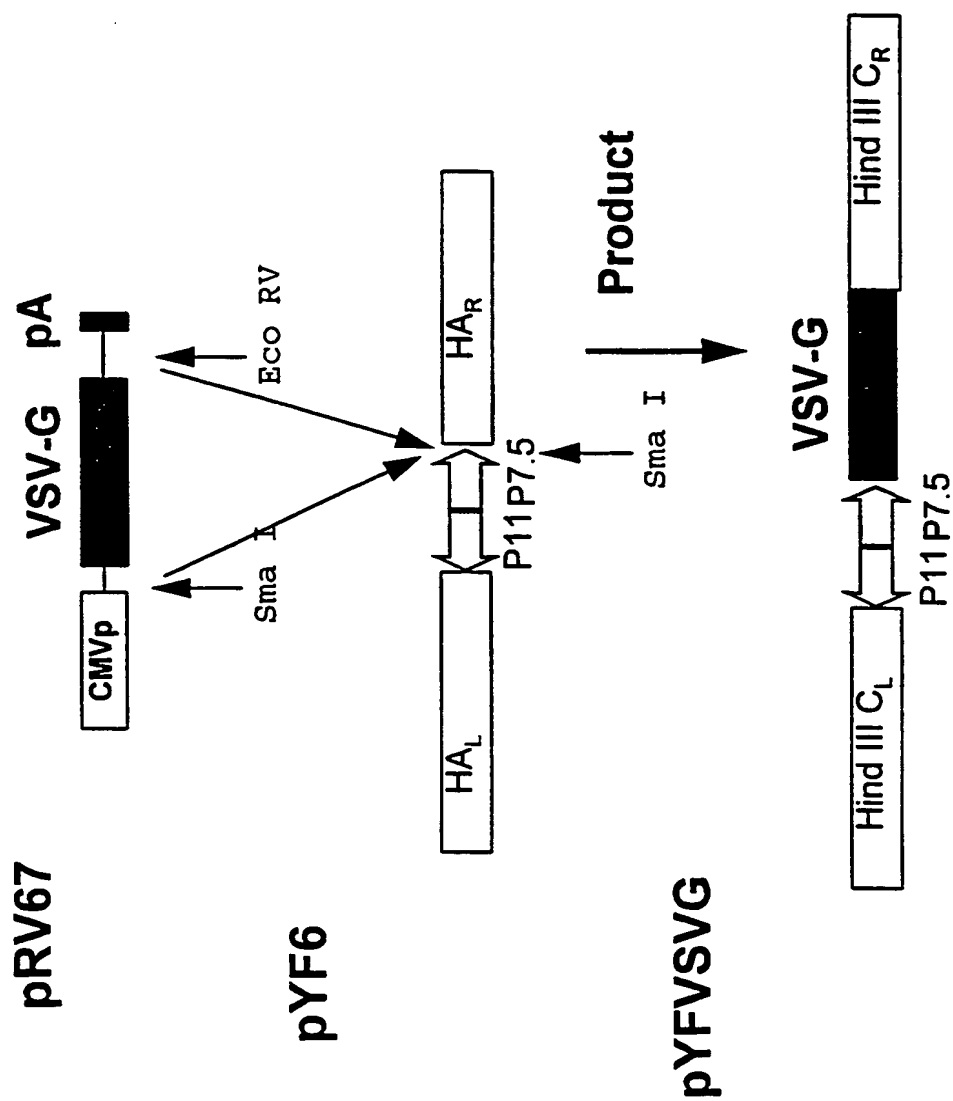 pRV67
CMVp
VSV-G
pA
Sma I
Eco RV
pYF6
HAL
P11 P7.5
HAR
Sma I
Product
pYFVSVG
Hind III CL
P11 P7.5
VSV-G
Hind III CR